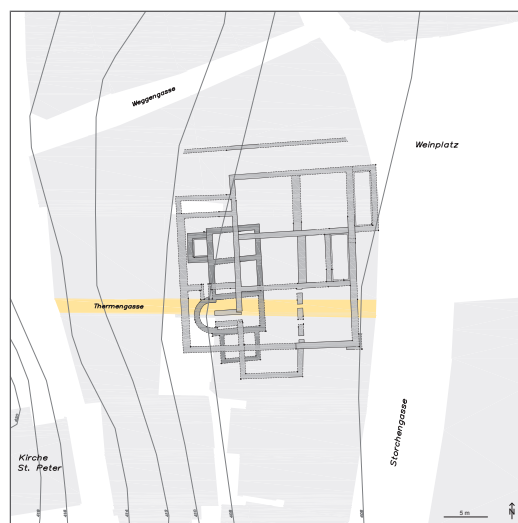 Weggengasse
Weinplatz
Thermengasse
Storchengasse
Kirche
St. Peter
5 m
N